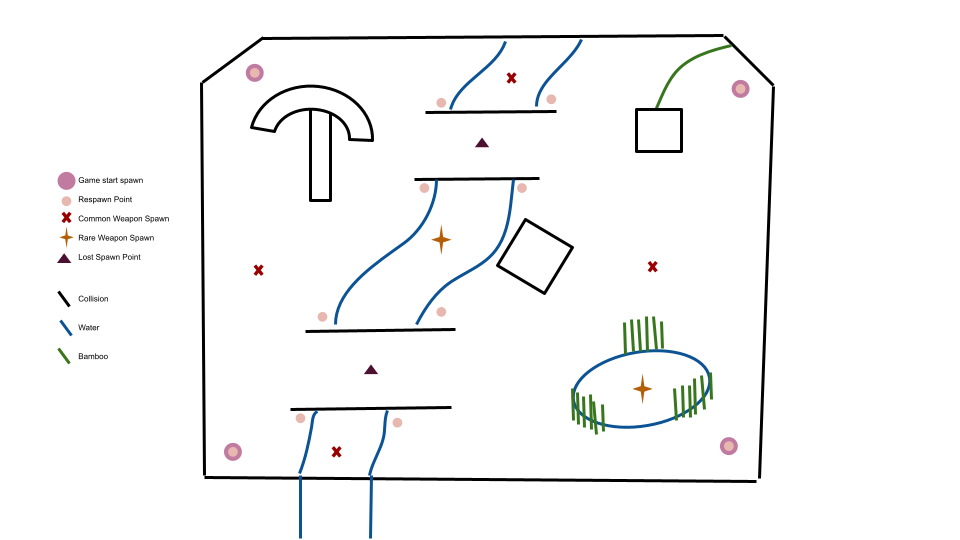 Game start spawn
Respawn Point
Common Weapon Spawn
Rare Weapon Spawn
Lost Spawn Point
Collision
Water
Bamboo